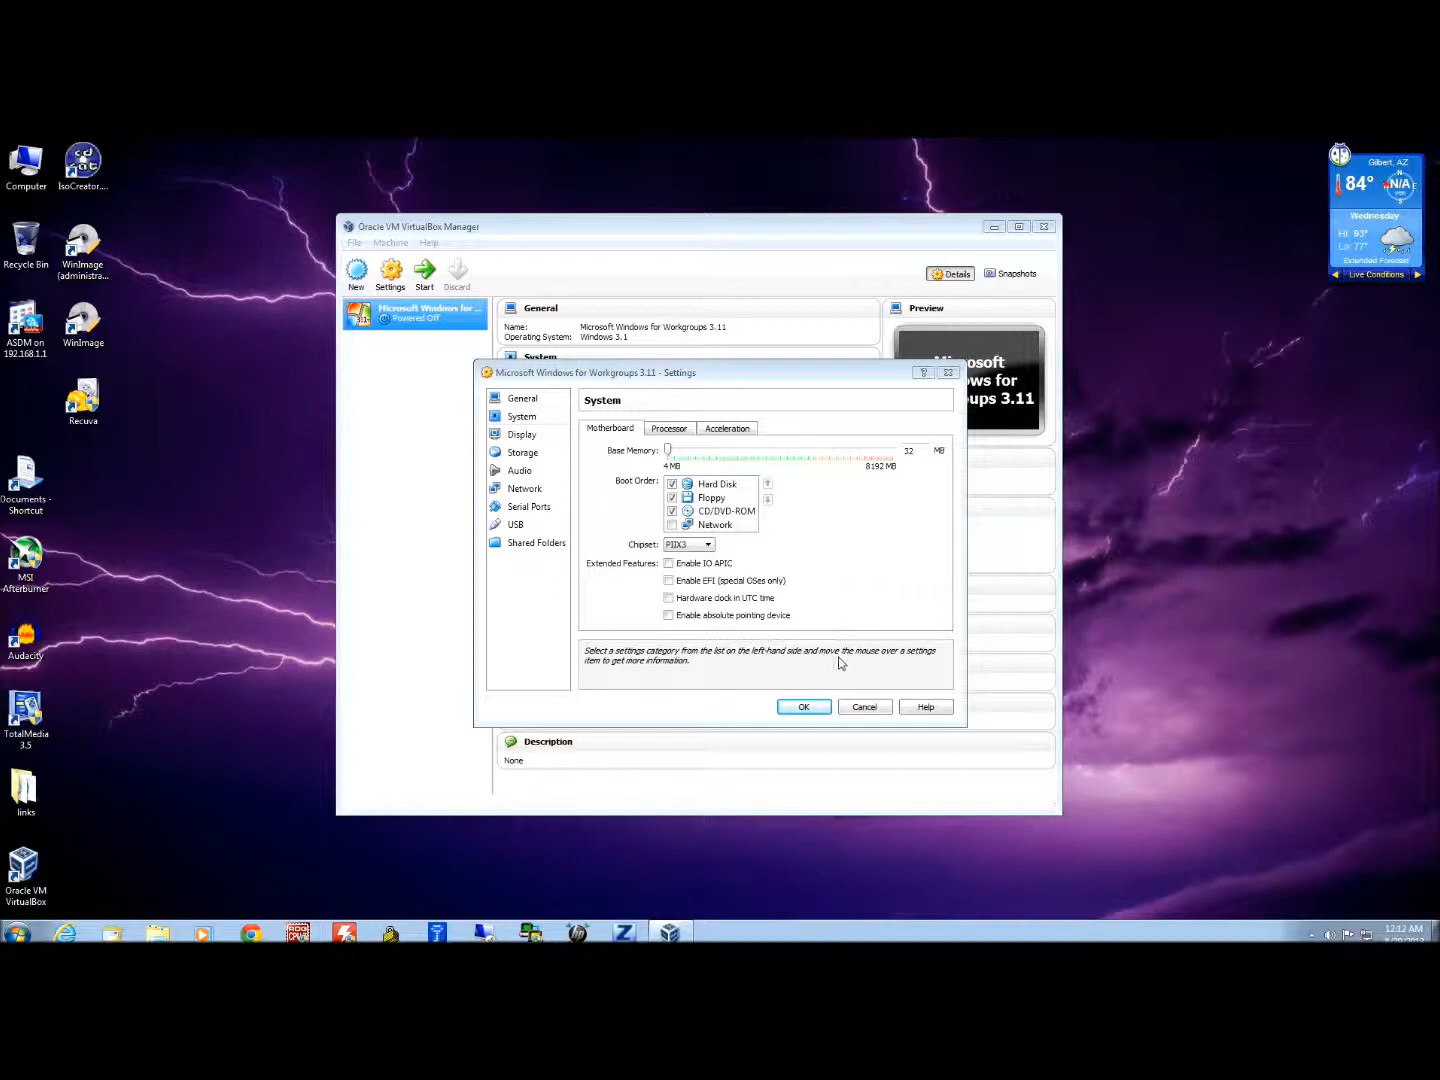 Computer
IsoCreator....
Recycle Bin
WinImage
(administra...
ASDM on
192.168.1.1
WinImage
Recuva
Documents -
Shortcut
MSI
Afterburner
Audacity
TotalMedia
3.5
links
Oracle VM
VirtualBox
Gilbert, AZ
84°
N/A
Wednesday
Hi: 93°
Lo: 77°
Extended Forecast
Live Conditions
Oracle VM VirtualBox Manager
File Machine Help
New Settings Start Discard
Details Snapshots
Microsoft Windows for ...
Powered Off
General
Name: Microsoft Windows for Workgroups 3.11
Operating System: Windows 3.1
System
Preview
Microsoft Windows for Workgroups 3.11 - Settings
General
System
Display
Storage
Audio
Network
Serial Ports
USB
Shared Folders
System
Motherboard Processor Acceleration
Base Memory: 32 MB
4 MB 8192 MB
Boot Order: Hard Disk
Floppy
CD/DVD-ROM
Network
Chipset: PIIX3
Extended Features: Enable IO APIC
Enable EFI (special OSes only)
Hardware clock in UTC time
Enable absolute pointing device
Select a settings category from the list on the left-hand side and move the mouse over a settings
item to get more information.
OK Cancel Help
Description
None
12:12 AM